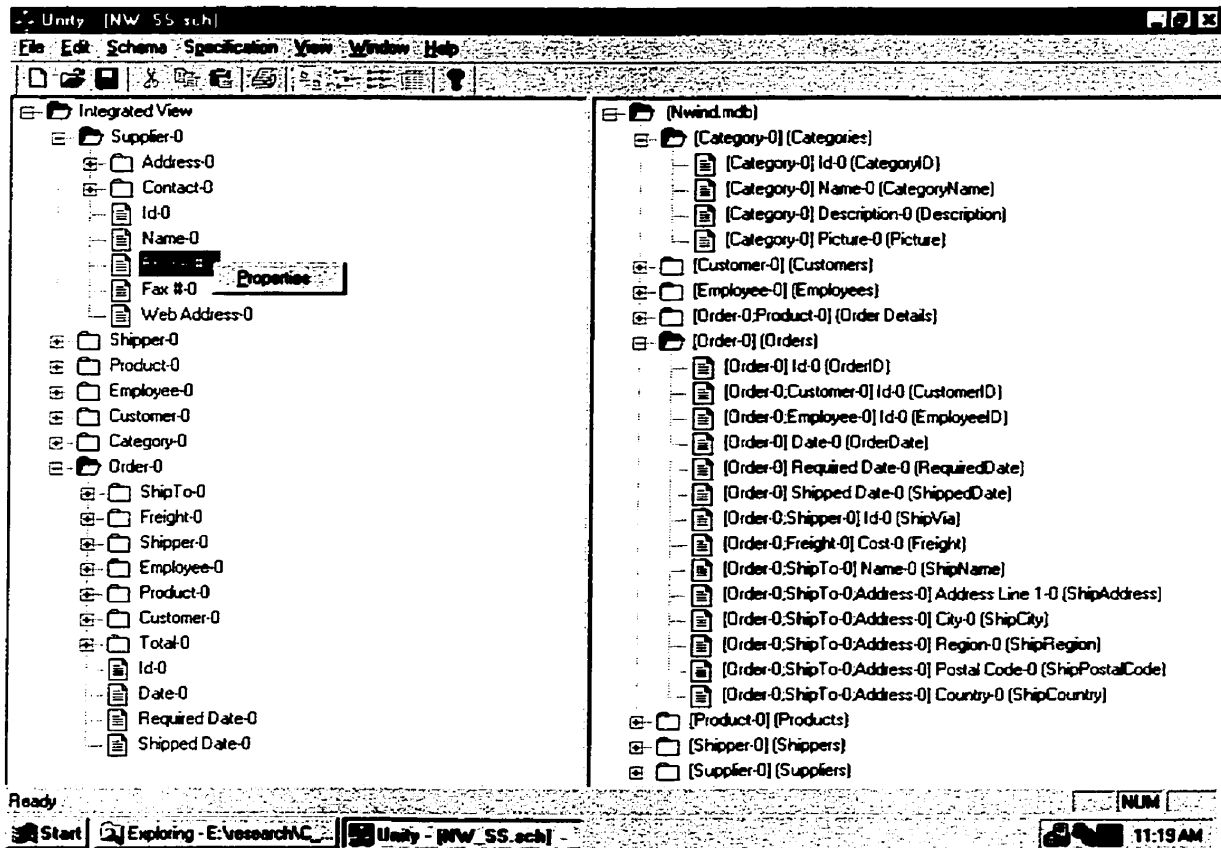 Unity - [NW_SS.sch]
File Edit Schema Specification View Window Help
Integrated View
Supplier-0
Address-0
Contact-0
Id-0
Name-0
Properties
Fax #-0
Web Address-0
Shipper-0
Product-0
Employee-0
Customer-0
Category-0
Order-0
ShipTo-0
Freight-0
Shipper-0
Employee-0
Product-0
Customer-0
Total-0
Id-0
Date-0
Required Date-0
Shipped Date-0
(Nwind.mdb)
[Category-0] (Categories)
[Category-0] Id-0 (CategoryID)
[Category-0] Name-0 (CategoryName)
[Category-0] Description-0 (Description)
[Category-0] Picture-0 (Picture)
[Customer-0] (Customers)
[Employee-0] (Employees)
[Order-0;Product-0] (Order Details)
[Order-0] (Orders)
[Order-0] Id-0 (OrderID)
[Order-0;Customer-0] Id-0 (CustomerID)
[Order-0;Employee-0] Id-0 (EmployeeID)
[Order-0] Date-0 (OrderDate)
[Order-0] Required Date-0 (RequiredDate)
[Order-0] Shipped Date-0 (ShippedDate)
[Order-0;Shipper-0] Id-0 (ShipVia)
[Order-0;Freight-0] Cost-0 (Freight)
[Order-0;ShipTo-0] Name-0 (ShipName)
[Order-0;ShipTo-0;Address-0] Address Line 1-0 (ShipAddress)
[Order-0;ShipTo-0;Address-0] City-0 (ShipCity)
[Order-0;ShipTo-0;Address-0] Region-0 (ShipRegion)
[Order-0;ShipTo-0;Address-0] Postal Code-0 (ShipPostalCode)
[Order-0;ShipTo-0;Address-0] Country-0 (ShipCountry)
[Product-0] (Products)
[Shipper-0] (Shippers)
[Supplier-0] (Suppliers)
Ready
NUM
Start
Exploring - E:\research\C_...
Unity - [NW_SS.sch]
11:19 AM